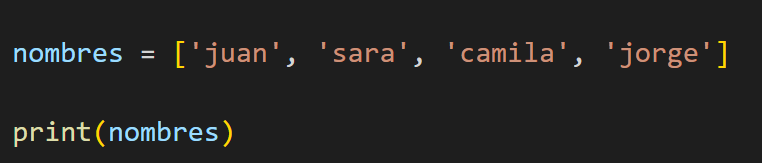 nombres = ['juan', 'sara', 'camila', 'jorge']
print(nombres)